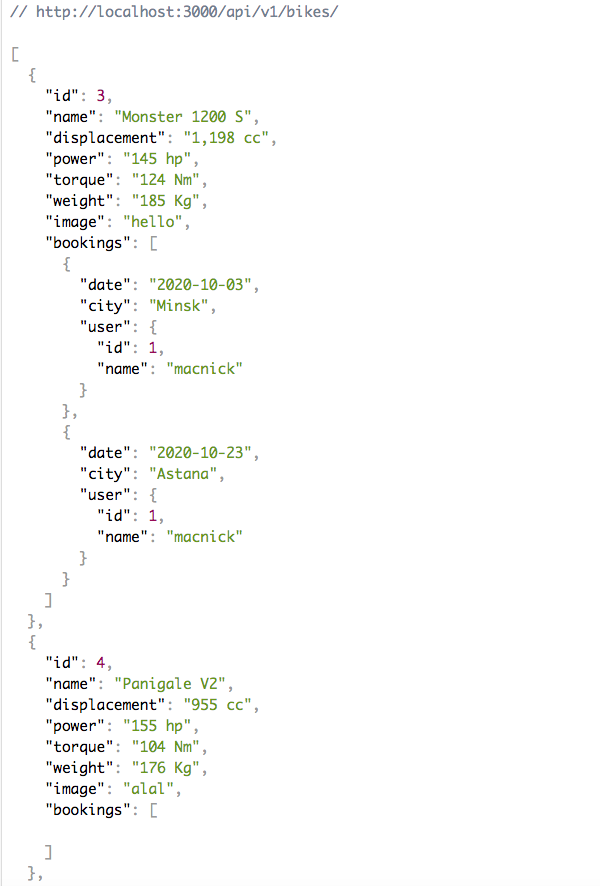 // http://localhost:3000/api/v1/bikes/
[
  {
    "id": 3,
    "name": "Monster 1200 S",
    "displacement": "1,198 cc",
    "power": "145 hp",
    "torque": "124 Nm",
    "weight": "185 Kg",
    "image": "hello",
    "bookings": [
      {
        "date": "2020-10-03",
        "city": "Minsk",
        "user": {
          "id": 1,
          "name": "macnick"
        }
      },
      {
        "date": "2020-10-23",
        "city": "Astana",
        "user": {
          "id": 1,
          "name": "macnick"
        }
      }
    ]
  },
  {
    "id": 4,
    "name": "Panigale V2",
    "displacement": "955 cc",
    "power": "155 hp",
    "torque": "104 Nm",
    "weight": "176 Kg",
    "image": "alal",
    "bookings": [
    ]
  },